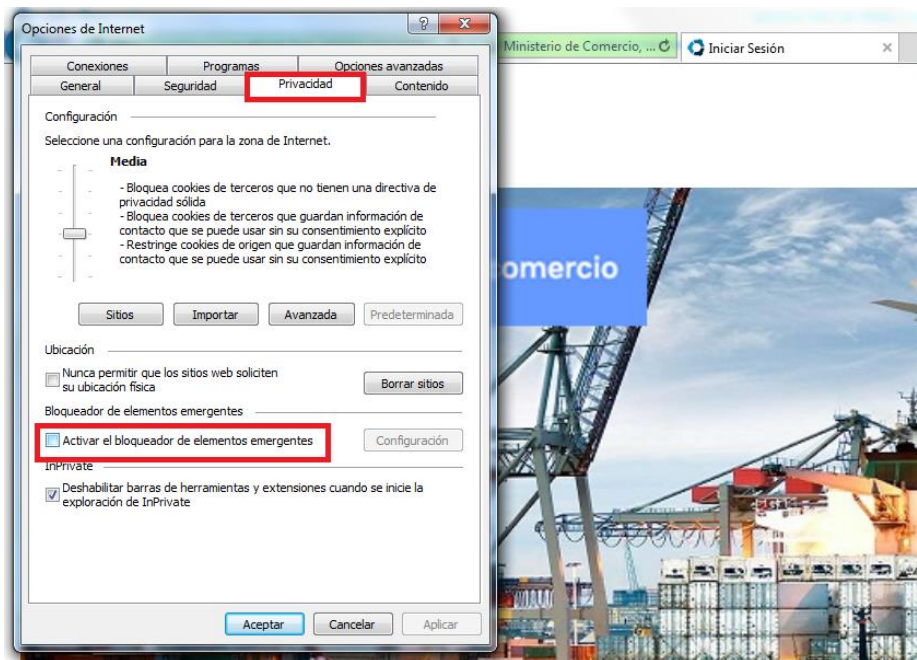 Opciones de Internet
Ministerio de Comercio, ...
Iniciar Sesión
Conexiones
Programas
Opciones avanzadas
General
Seguridad
Privacidad
Contenido
Configuración
Seleccione una configuración para la zona de Internet.
Media
- Bloquea cookies de terceros que no tienen una directiva de
privacidad sólida
- Bloquea cookies de terceros que guardan información de
contacto que se puede usar sin su consentimiento explícito
- Restringe cookies de origen que guardan información de
contacto que se puede usar sin su consentimiento explícito
omercio
Sitios
Importar
Avanzada
Predeterminada
Ubicación
Nunca permitir que los sitios web soliciten
su ubicación física
Borrar sitios
Bloqueador de elementos emergentes
Activar el bloqueador de elementos emergentes
Configuración
InPrivate
Deshabilitar barras de herramientas y extensiones cuando se inicie la
exploración de InPrivate
Aceptar
Cancelar
Aplicar